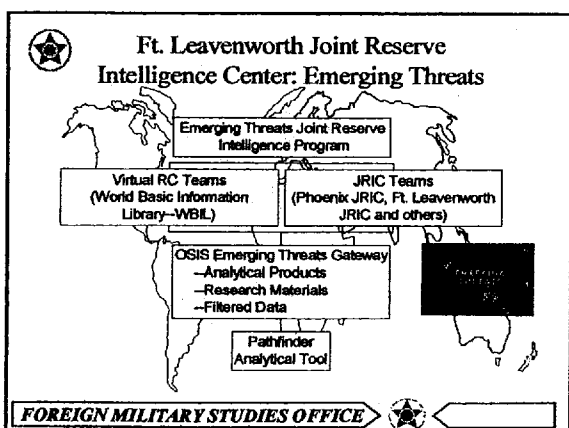 Ft. Leavenworth Joint Reserve
Intelligence Center: Emerging Threats
Emerging Threats Joint Reserve
Intelligence Program
Virtual RC Teams
(World Basic Information
Library--WBIL)
JRIC Teams
(Phoenix JRIC, Ft. Leavenworth
JRIC and others)
OSIS Emerging Threats Gateway
--Analytical Products
--Research Materials
--Filtered Data
Pathfinder
Analytical Tool
FOREIGN MILITARY STUDIES OFFICE